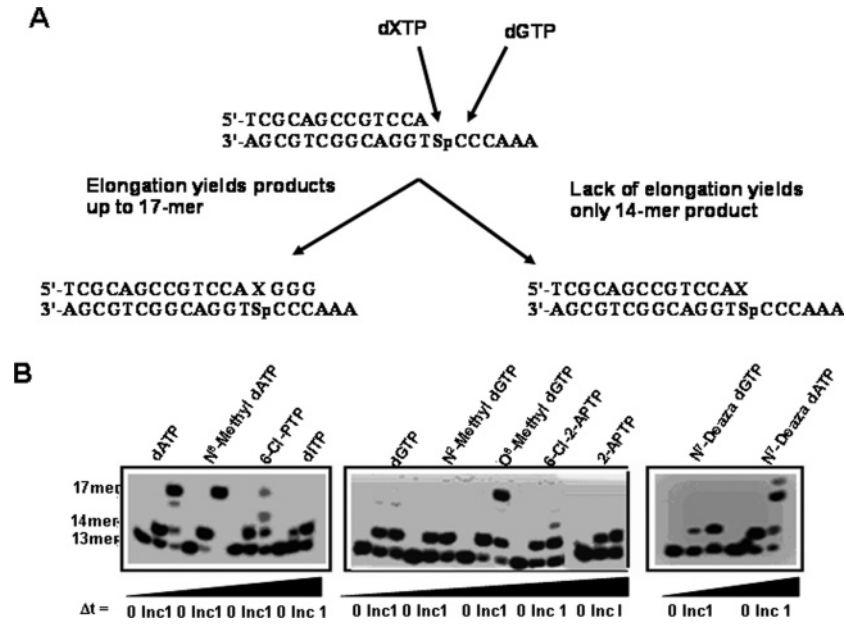 A
dXTP dGTP
5'-TCGCAGCCGTCCA
3'-AGCGTCGGCAGGTSpCCCAAA
Elongation yields products
up to 17-mer
Lack of elongation yields
only 14-mer product
5'-TCGCAGCCGTCCAXGGG
3'-AGCGTCGGCAGGTSpCCCAAA
5'-TCGCAGCCGTCCAX
3'-AGCGTCGGCAGGTSpCCCAAA
B
dATP
N⁶-Methyl dATP
6-Cl-PTP
dITP
dGTP
N²-Methyl dGTP
O⁶-Methyl dGTP
6-Cl-2-APTP
2-APTP
N⁷-Deaza dGTP
N⁷-Deaza dATP
17mer
14mer
13mer
Δt = 0 Inc1 0 Inc1 0 Inc1 0 Inc 1 0 Inc1 0 Inc1 0 Inc1 0 Inc 1 0 Inc I 0 Inc1 0 Inc 1